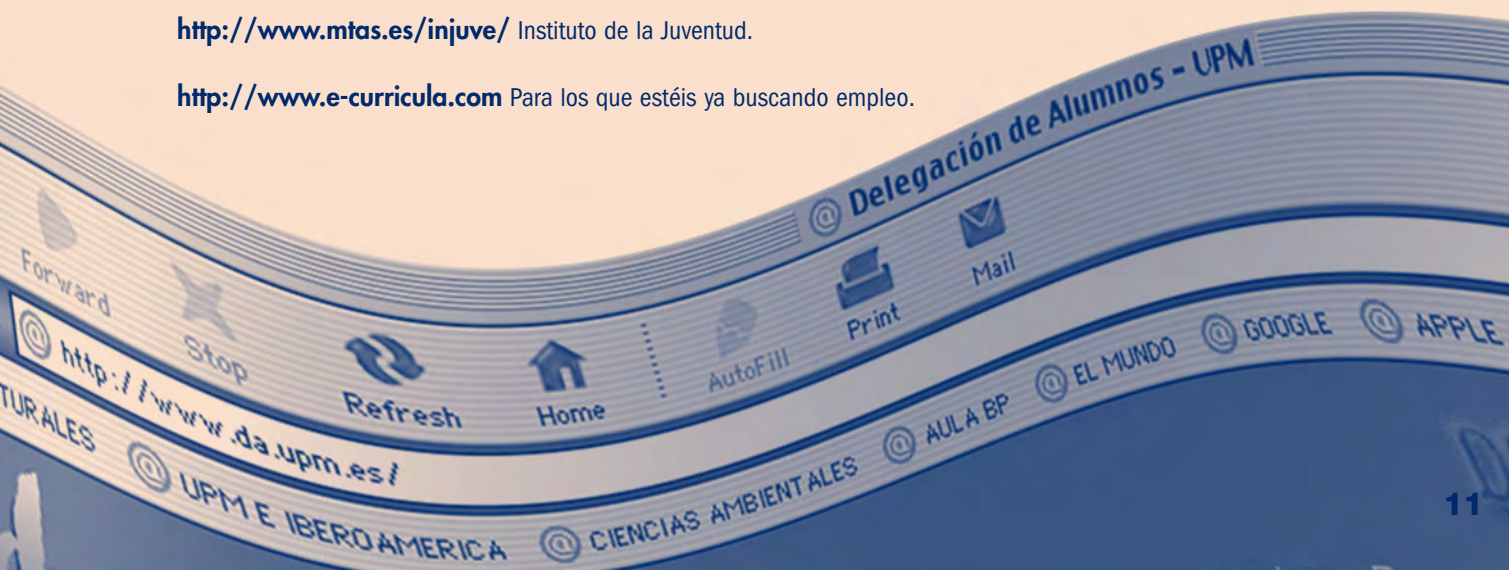 http://www.mtas.es/injuve/ Instituto de la Juventud.
http://www.e-curricula.com Para los que estéis ya buscando empleo.
@ Delegación de Alumnos - UPM
Forward Stop Refresh Home AutoFill Print Mail
@ http://www.da.upm.es/
TURALES @ UPM E IBEROAMERICA @ CIENCIAS AMBIENTALES @ AULA BP @ EL MUNDO @ GOOGLE @ APPLE
11